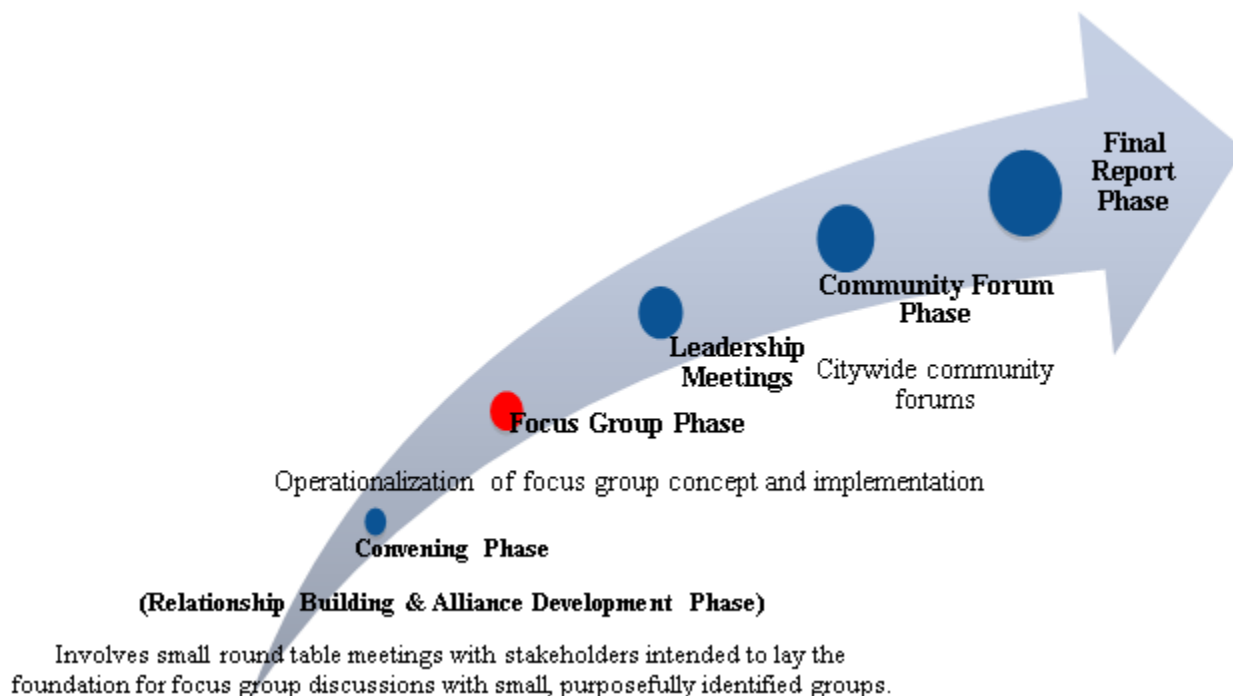 Final
Report
Phase
Community Forum
Phase
Leadership
Meetings
Citywide community
forums
Focus Group Phase
Operationalization of focus group concept and implementation
Convening Phase
(Relationship Building & Alliance Development Phase)
Involves small round table meetings with stakeholders intended to lay the
foundation for focus group discussions with small, purposefully identified groups.